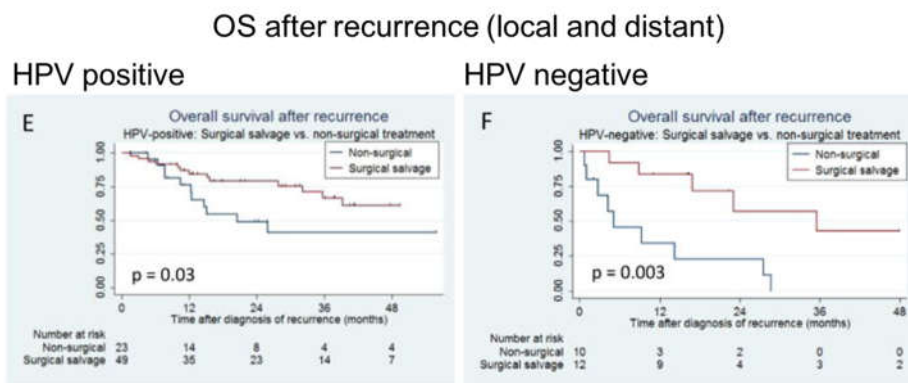 OS after recurrence (local and distant)
HPV positive
HPV negative
E
Overall survival after recurrence
HPV-positive: Surgical salvage vs. non-surgical treatment
Non-surgical
Surgical salvage
1.00
0.75
0.50
0.25
0.00
p = 0.03
0 12 24 36 48
Time after diagnosis of recurrence (months)
Number at risk
Non-surgical 23 14 8 4 4
Surgical salvage 49 35 23 14 7
F
Overall survival after recurrence
HPV-negative: Surgical salvage vs. non-surgical treatment
Non-surgical
Surgical salvage
1.00
0.75
0.50
0.25
0.00
p = 0.003
0 12 24 36 48
Time after diagnosis of recurrence (months)
Number at risk
Non-surgical 10 3 2 0 0
Surgical salvage 12 9 4 3 2